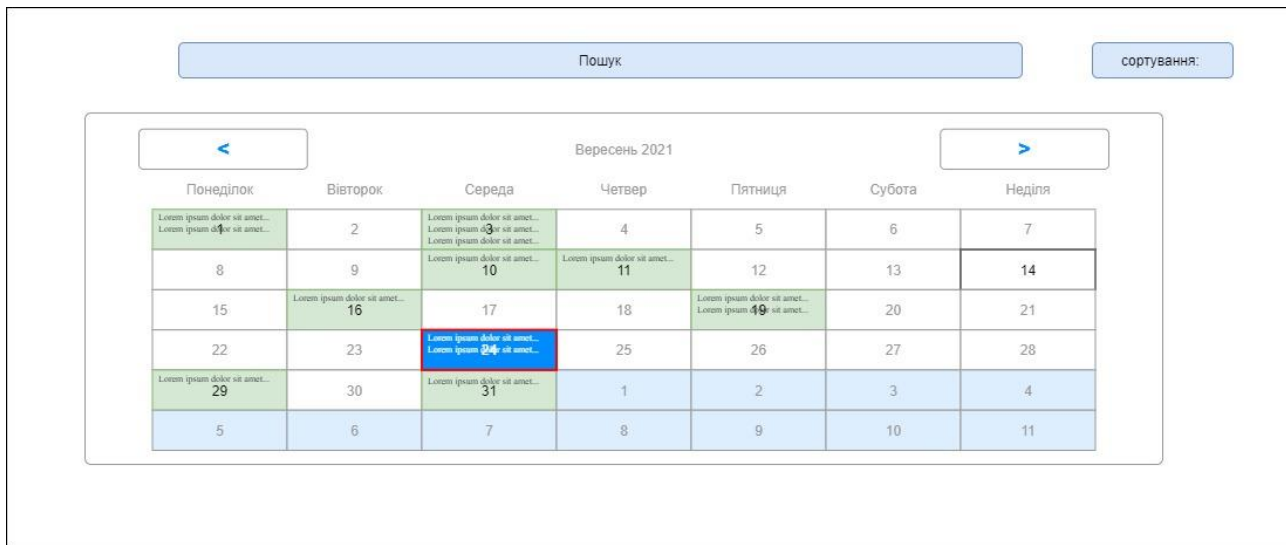 Пошук
сортування:
<
Вересень 2021
>
Понеділок Вівторок Середа Четвер Пятниця Субота Неділя
Lorem ipsum dolor sit amet...
Lorem ipsum dolor sit amet...
1
2
Lorem ipsum dolor sit amet...
Lorem ipsum dolor sit amet...
Lorem ipsum dolor sit amet...
3
4
5
6
7
8
9
Lorem ipsum dolor sit amet...
10
Lorem ipsum dolor sit amet...
11
12
13
14
15
Lorem ipsum dolor sit amet...
16
17
18
Lorem ipsum dolor sit amet...
Lorem ipsum dolor sit amet...
19
20
21
22
23
Lorem ipsum dolor sit amet...
Lorem ipsum dolor sit amet...
24
25
26
27
28
Lorem ipsum dolor sit amet...
29
30
Lorem ipsum dolor sit amet...
31
1
2
3
4
5
6
7
8
9
10
11